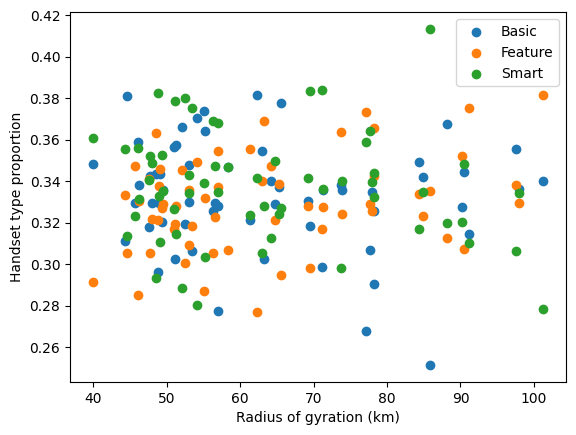 0.42
0.40
0.38
0.36
0.34
0.32
0.30
0.28
0.26
Handset type proportion
Basic
Feature
Smart
40 50 60 70 80 90 100
Radius of gyration (km)